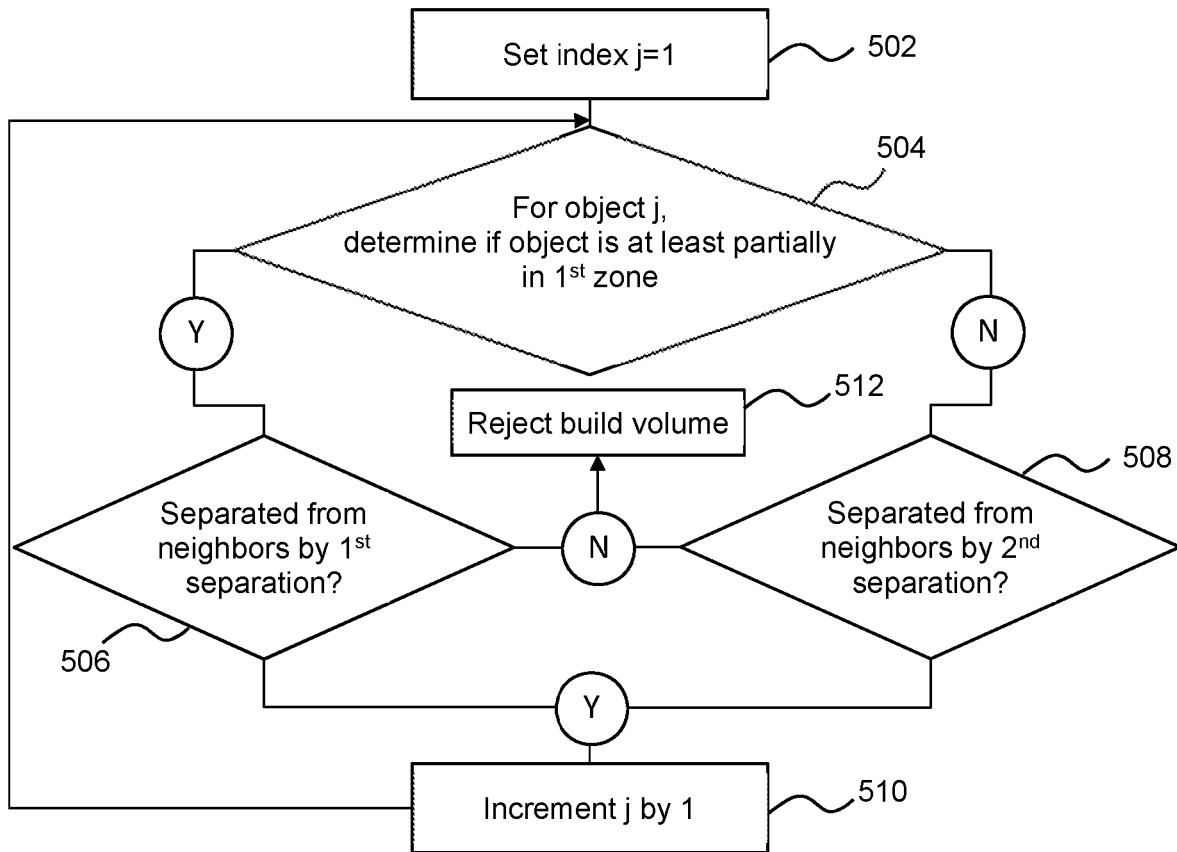 Set index j=1
502
504
For object j,
determine if object is at least partially
in 1st zone
Y
N
512
Reject build volume
508
Separated from
neighbors by 1st
separation?
N
Separated from
neighbors by 2nd
separation?
506
Y
Increment j by 1
510